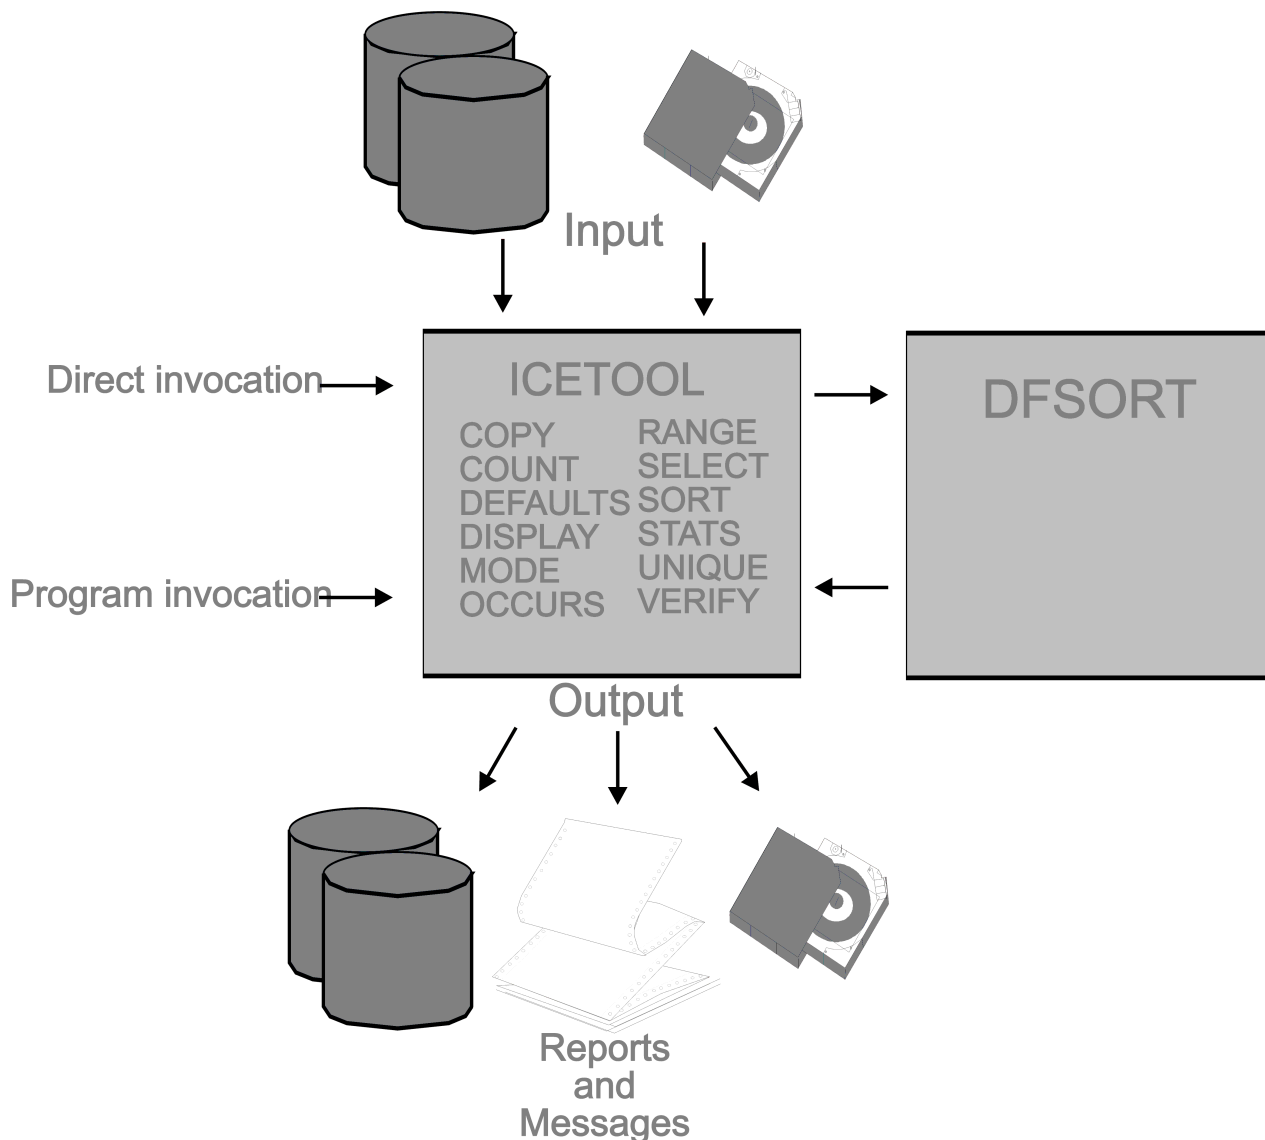 Input
Direct invocation
Program invocation
ICETOOL
COPY
COUNT
DEFAULTS
DISPLAY
MODE
OCCURS
RANGE
SELECT
SORT
STATS
UNIQUE
VERIFY
DFSORT
Output
Reports
and
Messages